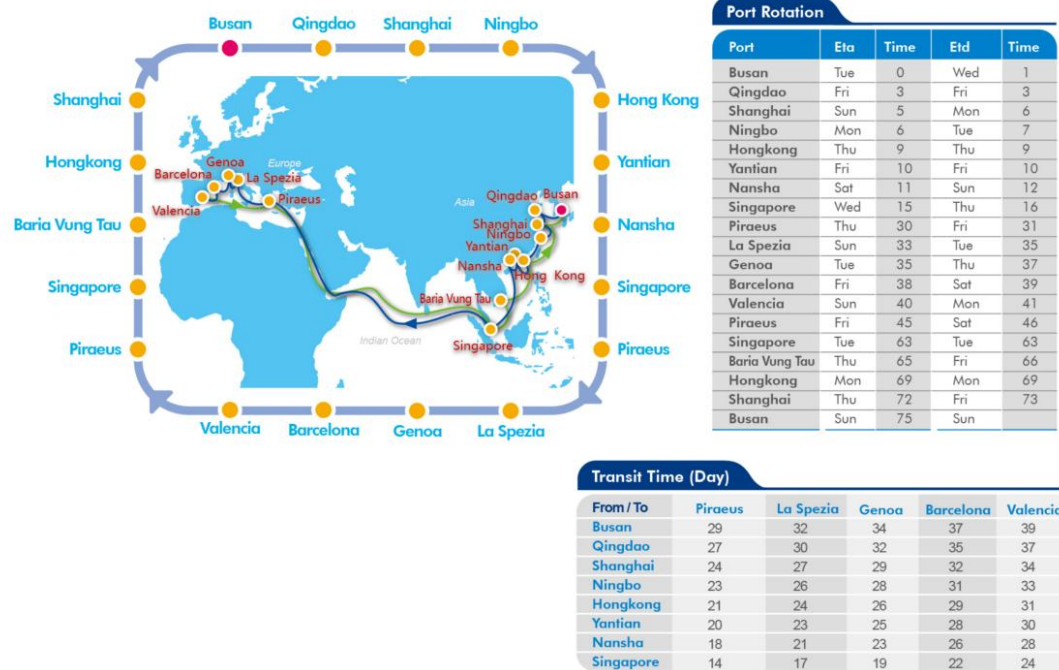 Busan
Qingdao
Shanghai
Ningbo
Shanghai
Hongkong
Baria Vung Tau
Singapore
Piraeus
Hong Kong
Yantian
Nansha
Singapore
Piraeus
Valencia
Barcelona
Genoa
La Spezia
Genoa
Europe
Barcelona
La Spezia
Valencia
Piraeus
Asia
Qingdao Busan
Shanghai
Ningbo
Yantian
Nansha
Hong Kong
Baria Vung Tau
Indian Ocean
Singapore
Port Rotation
Port Eta Time Etd Time
Busan Tue 0 Wed 1
Qingdao Fri 3 Fri 3
Shanghai Sun 5 Mon 6
Ningbo Mon 6 Tue 7
Hongkong Thu 9 Thu 9
Yantian Fri 10 Fri 10
Nansha Sat 11 Sun 12
Singapore Wed 15 Thu 16
Piraeus Thu 30 Fri 31
La Spezia Sun 33 Tue 35
Genoa Tue 35 Thu 37
Barcelona Fri 38 Sat 39
Valencia Sun 40 Mon 41
Piraeus Fri 45 Sat 46
Singapore Tue 63 Tue 63
Baria Vung Tau Thu 65 Fri 66
Hongkong Mon 69 Mon 69
Shanghai Thu 72 Fri 73
Busan Sun 75 Sun
Transit Time (Day)
From / To Piraeus La Spezia Genoa Barcelona Valencia
Busan 29 32 34 37 39
Qingdao 27 30 32 35 37
Shanghai 24 27 29 32 34
Ningbo 23 26 28 31 33
Hongkong 21 24 26 29 31
Yantian 20 23 25 28 30
Nansha 18 21 23 26 28
Singapore 14 17 19 22 24